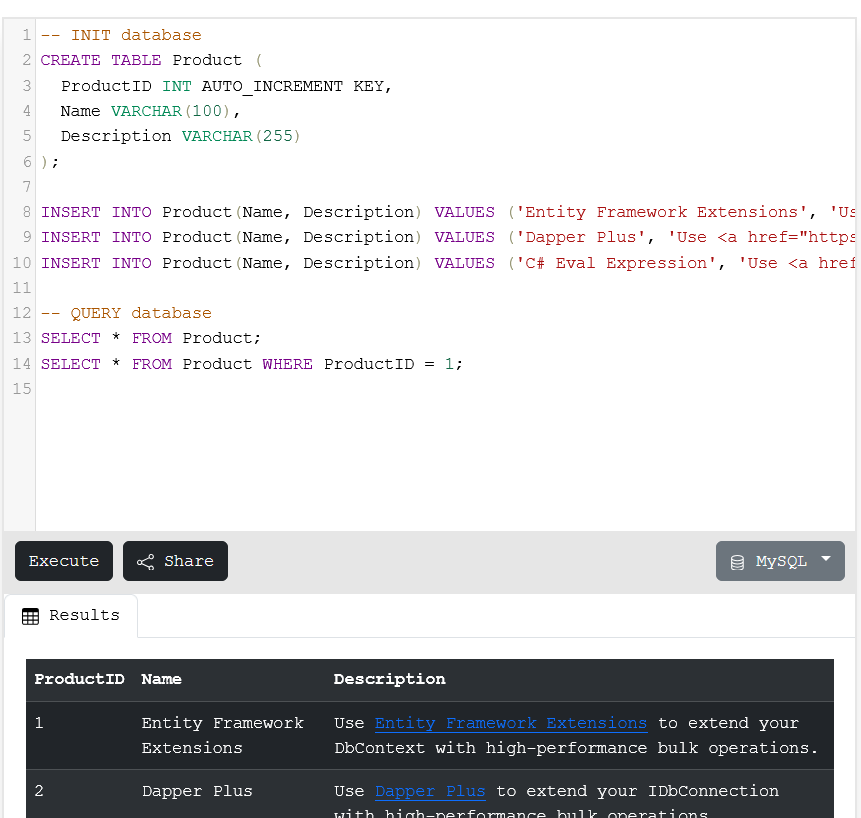 1 -- INIT database
2 CREATE TABLE Product (
3   ProductID INT AUTO_INCREMENT KEY,
4   Name VARCHAR(100),
5   Description VARCHAR(255)
6 );
7
8 INSERT INTO Product(Name, Description) VALUES ('Entity Framework Extensions', 'Us
9 INSERT INTO Product(Name, Description) VALUES ('Dapper Plus', 'Use <a href="https
10 INSERT INTO Product(Name, Description) VALUES ('C# Eval Expression', 'Use <a href
11
12 -- QUERY database
13 SELECT * FROM Product;
14 SELECT * FROM Product WHERE ProductID = 1;
15
Execute Share MySQL
Results
ProductID Name Description
1 Entity Framework Use Entity Framework Extensions to extend your
Extensions DbContext with high-performance bulk operations.
2 Dapper Plus Use Dapper Plus to extend your IDbConnection
with high-performance bulk operations